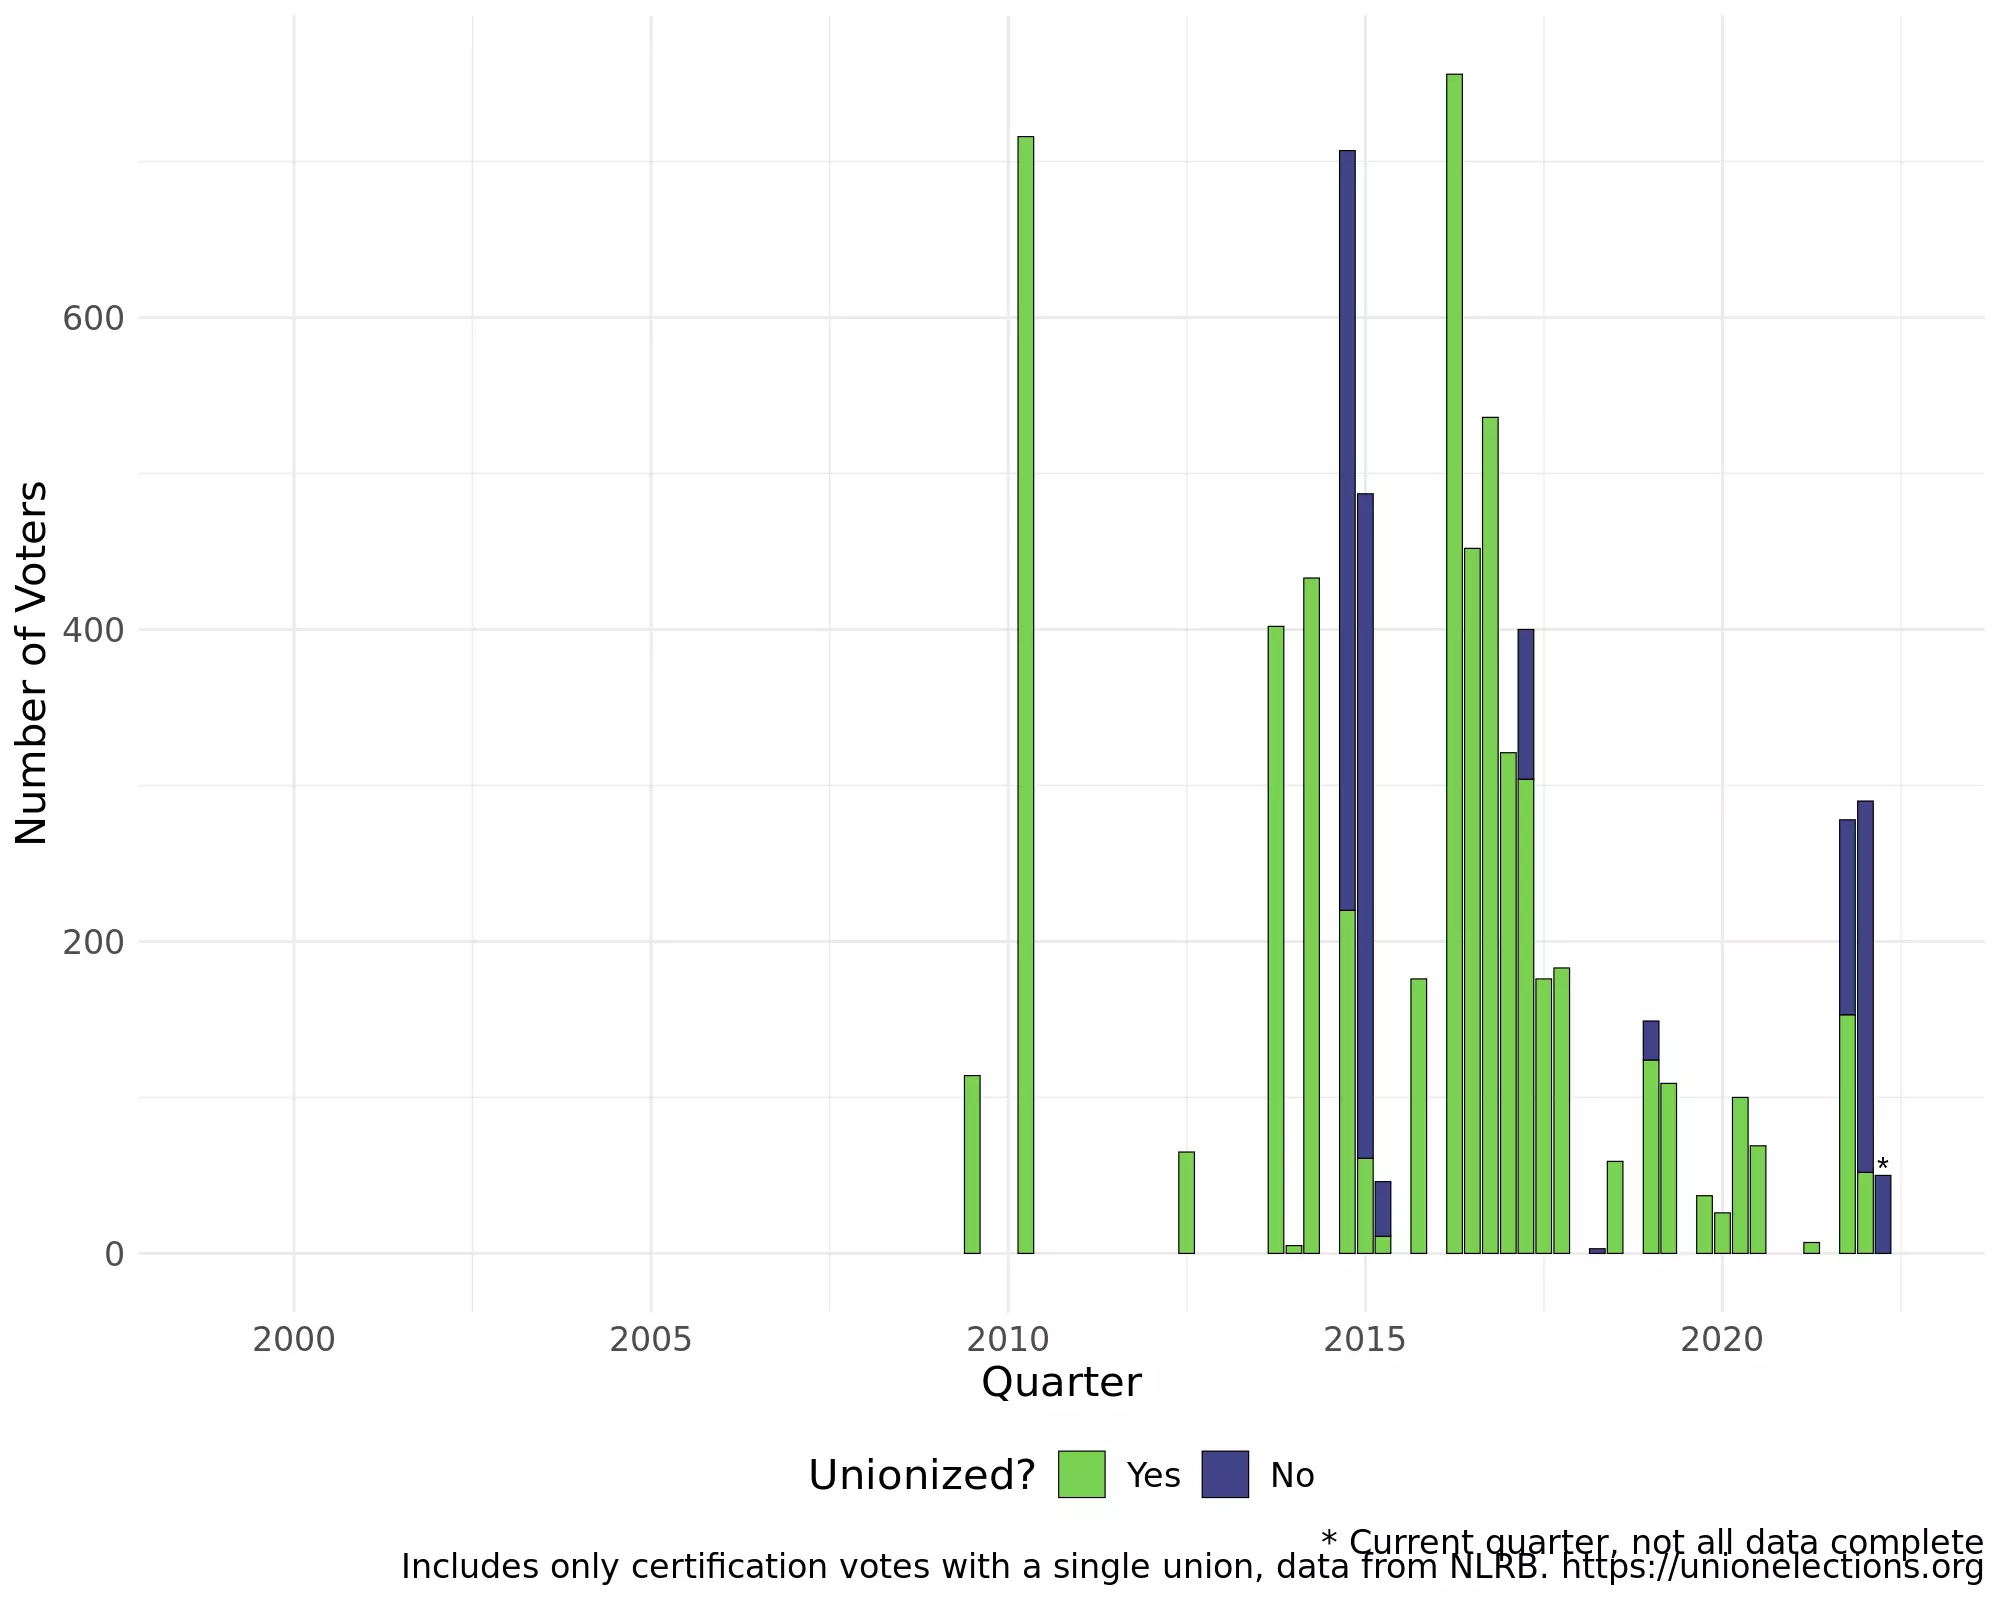 Number of Voters
600
400
200
0
*
2000 2005 2010 2015 2020
Quarter
Unionized? Yes No
* Current quarter, not all data complete
Includes only certification votes with a single union, data from NLRB. https://unionelections.org